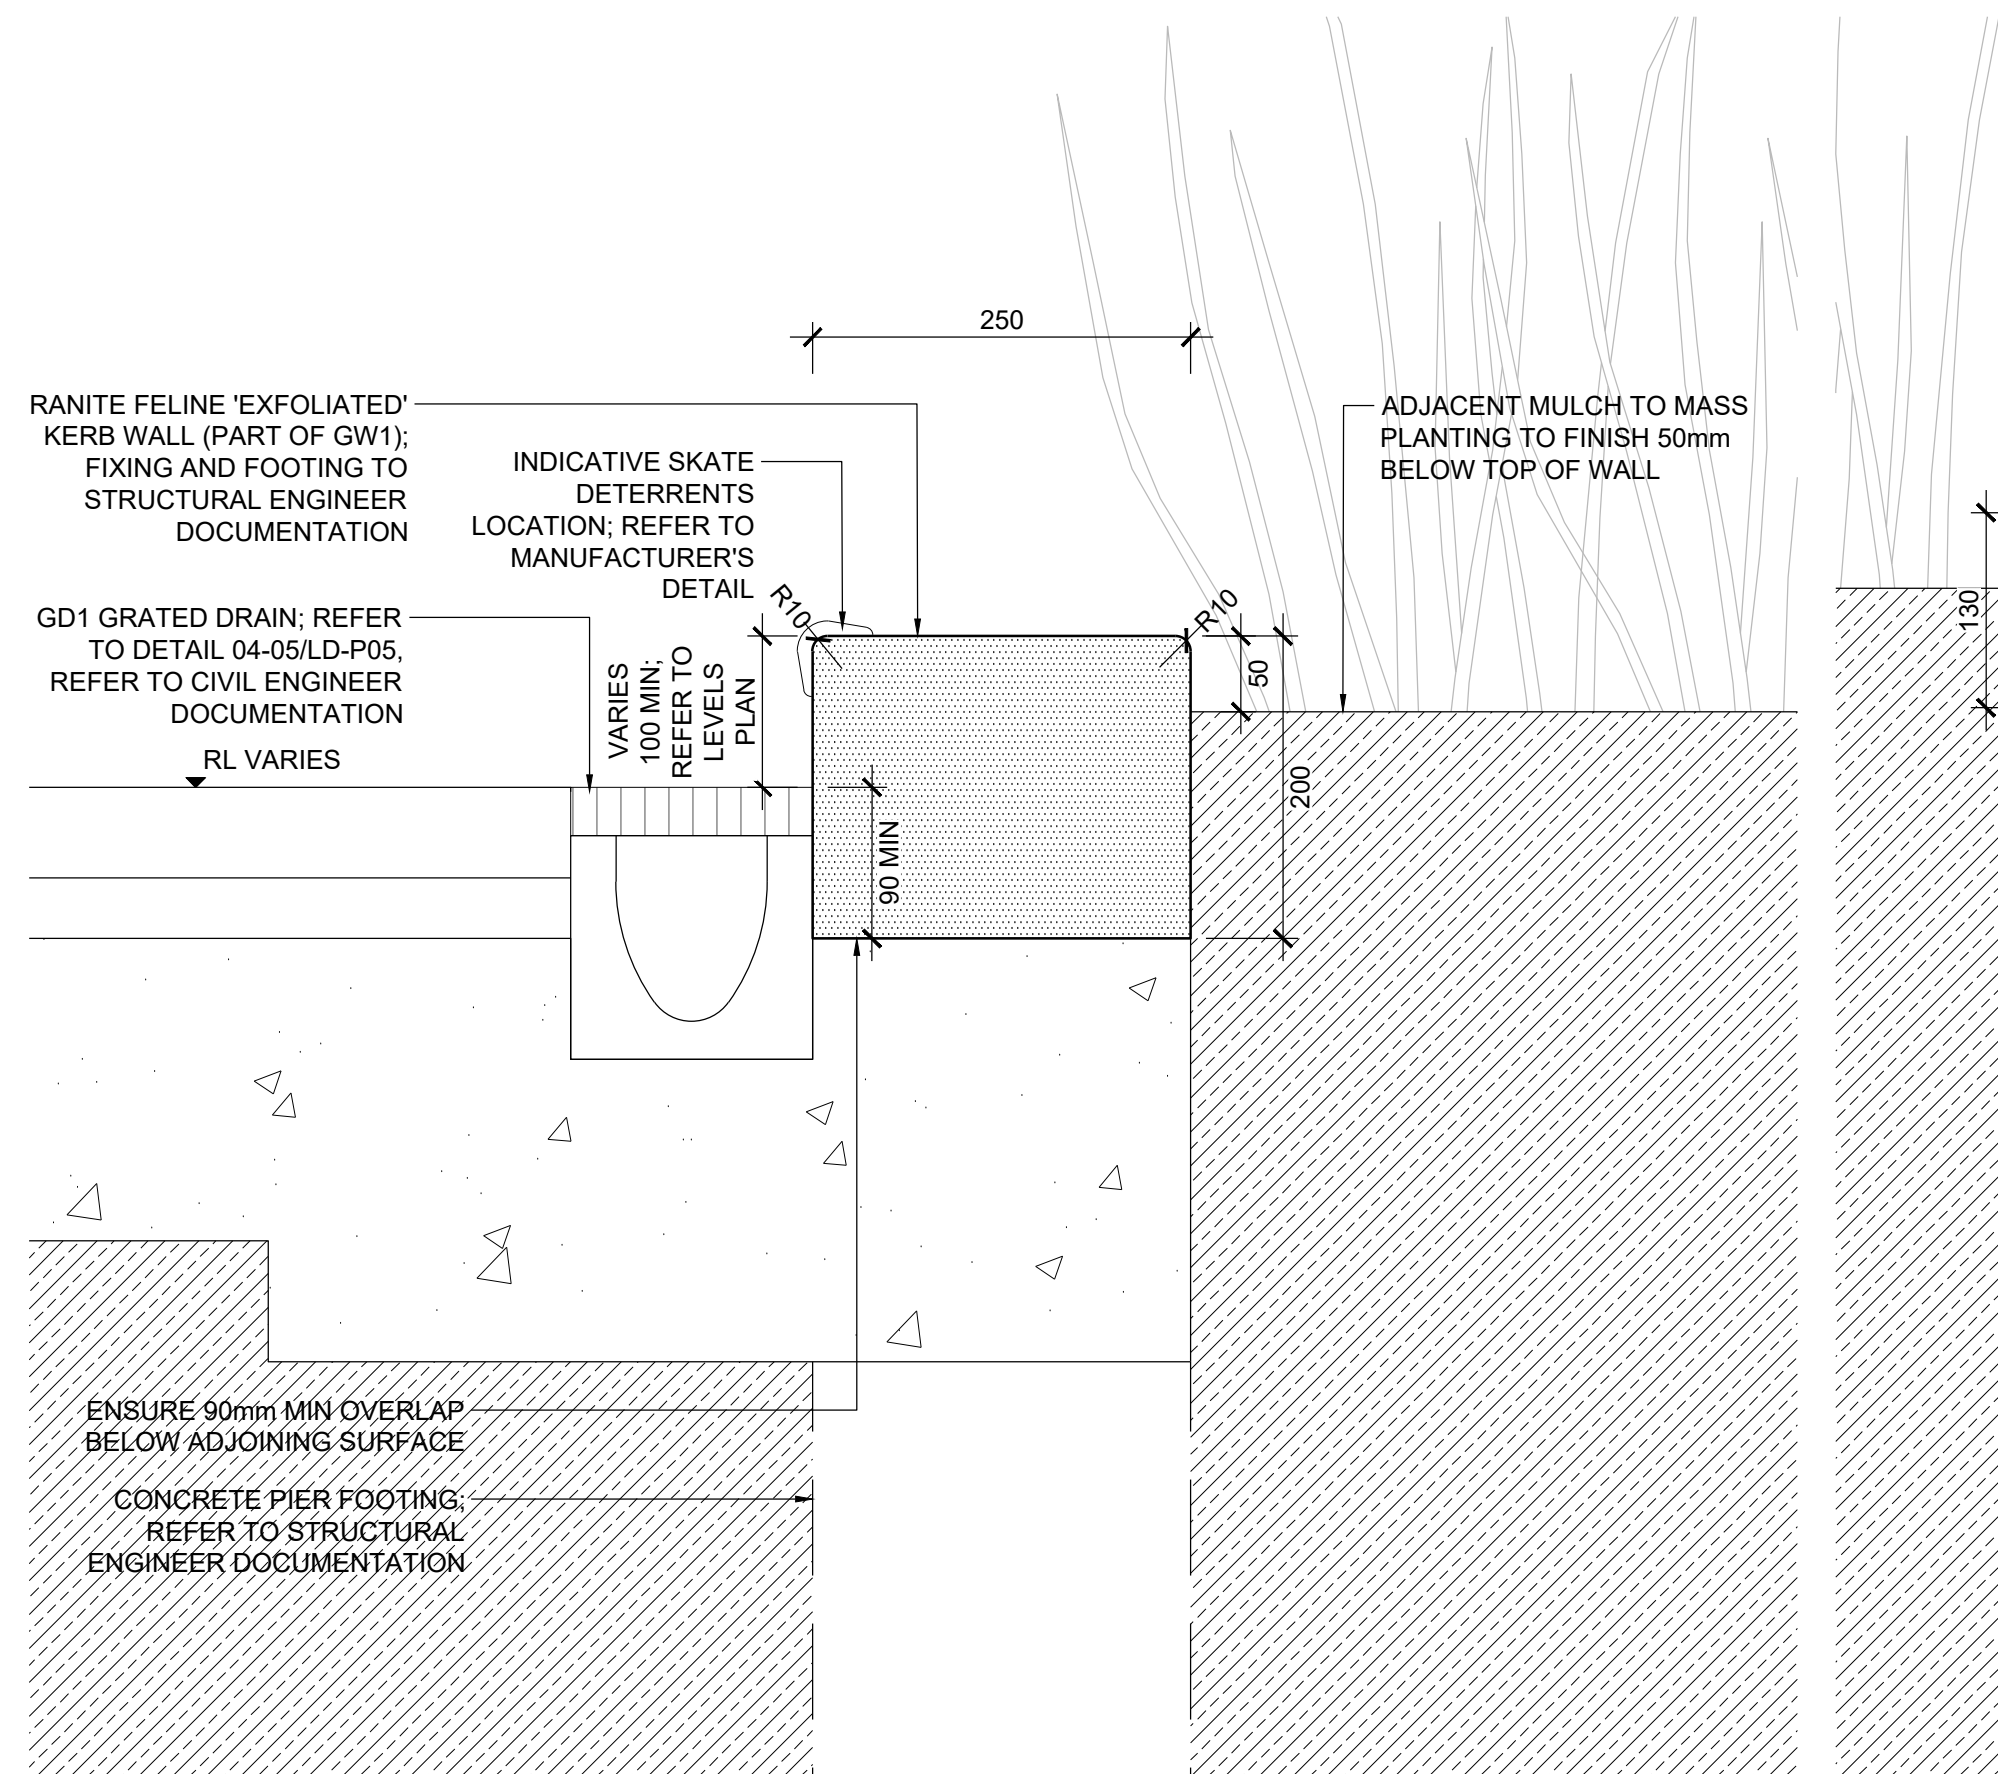 250
RANITE FELINE 'EXFOLIATED'
KERB WALL (PART OF GW1);
FIXING AND FOOTING TO
STRUCTURAL ENGINEER
DOCUMENTATION
INDICATIVE SKATE
DETERRENTS
LOCATION; REFER TO
MANUFACTURER'S
DETAIL
ADJACENT MULCH TO MASS
PLANTING TO FINISH 50mm
BELOW TOP OF WALL
GD1 GRATED DRAIN; REFER
TO DETAIL 04-05/LD-P05,
REFER TO CIVIL ENGINEER
DOCUMENTATION
RL VARIES
VARIES
100 MIN;
REFER TO
LEVELS
PLAN
R10
R10
50
200
90 MIN
130
ENSURE 90mm MIN OVERLAP
BELOW ADJOINING SURFACE
CONCRETE PIER FOOTING;
REFER TO STRUCTURAL
ENGINEER DOCUMENTATION